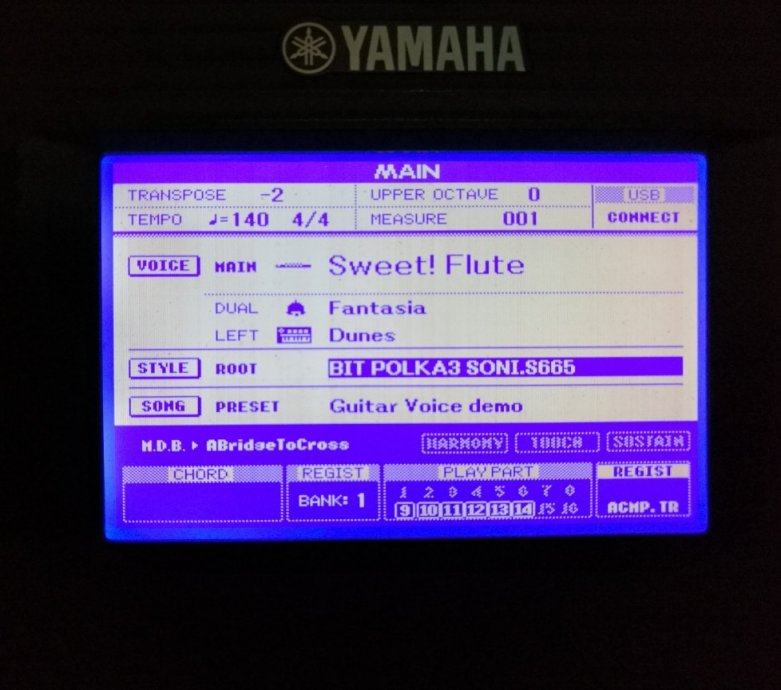 YAMAHA
MAIN
TRANSPOSE -2 UPPER OCTAVE 0 USB
TEMPO ♩=140 4/4 MEASURE 001 CONNECT
VOICE MAIN Sweet! Flute
DUAL Fantasia
LEFT Dunes
STYLE ROOT BIT POLKA3 SONI.S665
SONG PRESET Guitar Voice demo
M.D.B. ▸ ABridgeToCross HARMONY TOUCH SUSTAIN
CHORD REGIST PLAY PART REGIST
1 2 3 4 5 6 7 8
BANK: 1 9 10 11 12 13 14 15 16 ACMP. TR